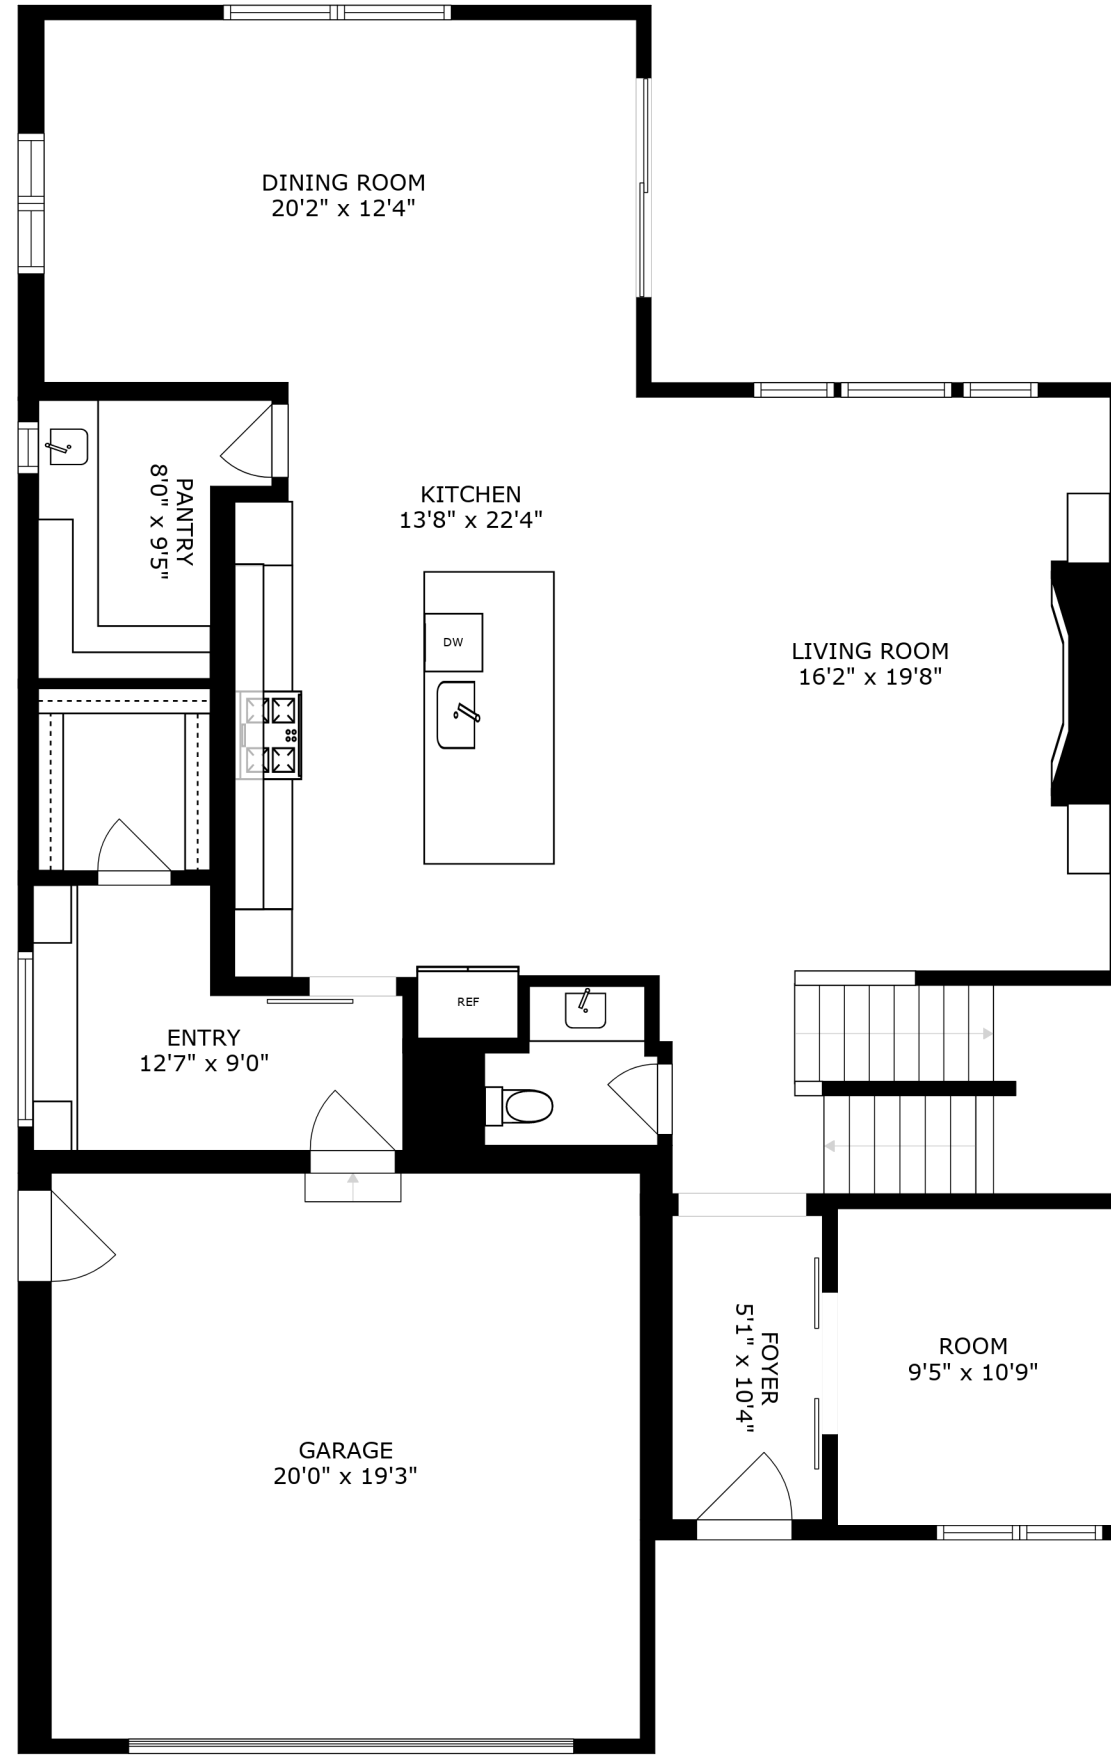 DINING ROOM
20'2" x 12'4"
PANTRY
8'0" x 9'5"
KITCHEN
13'8" x 22'4"
DW
LIVING ROOM
16'2" x 19'8"
REF
ENTRY
12'7" x 9'0"
FOYER
5'1" x 10'4"
ROOM
9'5" x 10'9"
GARAGE
20'0" x 19'3"